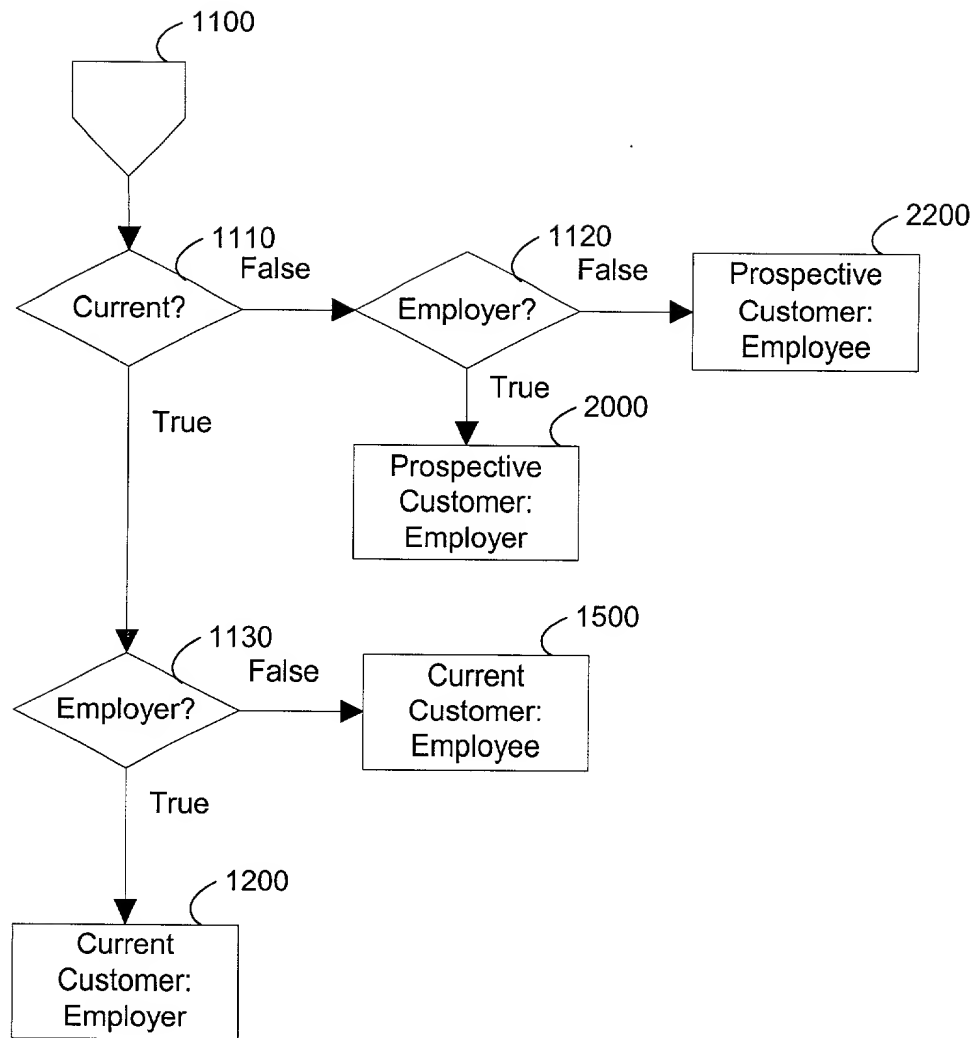 1100
1110
False
Current?
True
1120
False
Employer?
True
2200
Prospective
Customer:
Employee
2000
Prospective
Customer:
Employer
1130
False
Employer?
True
1500
Current
Customer:
Employee
1200
Current
Customer:
Employer